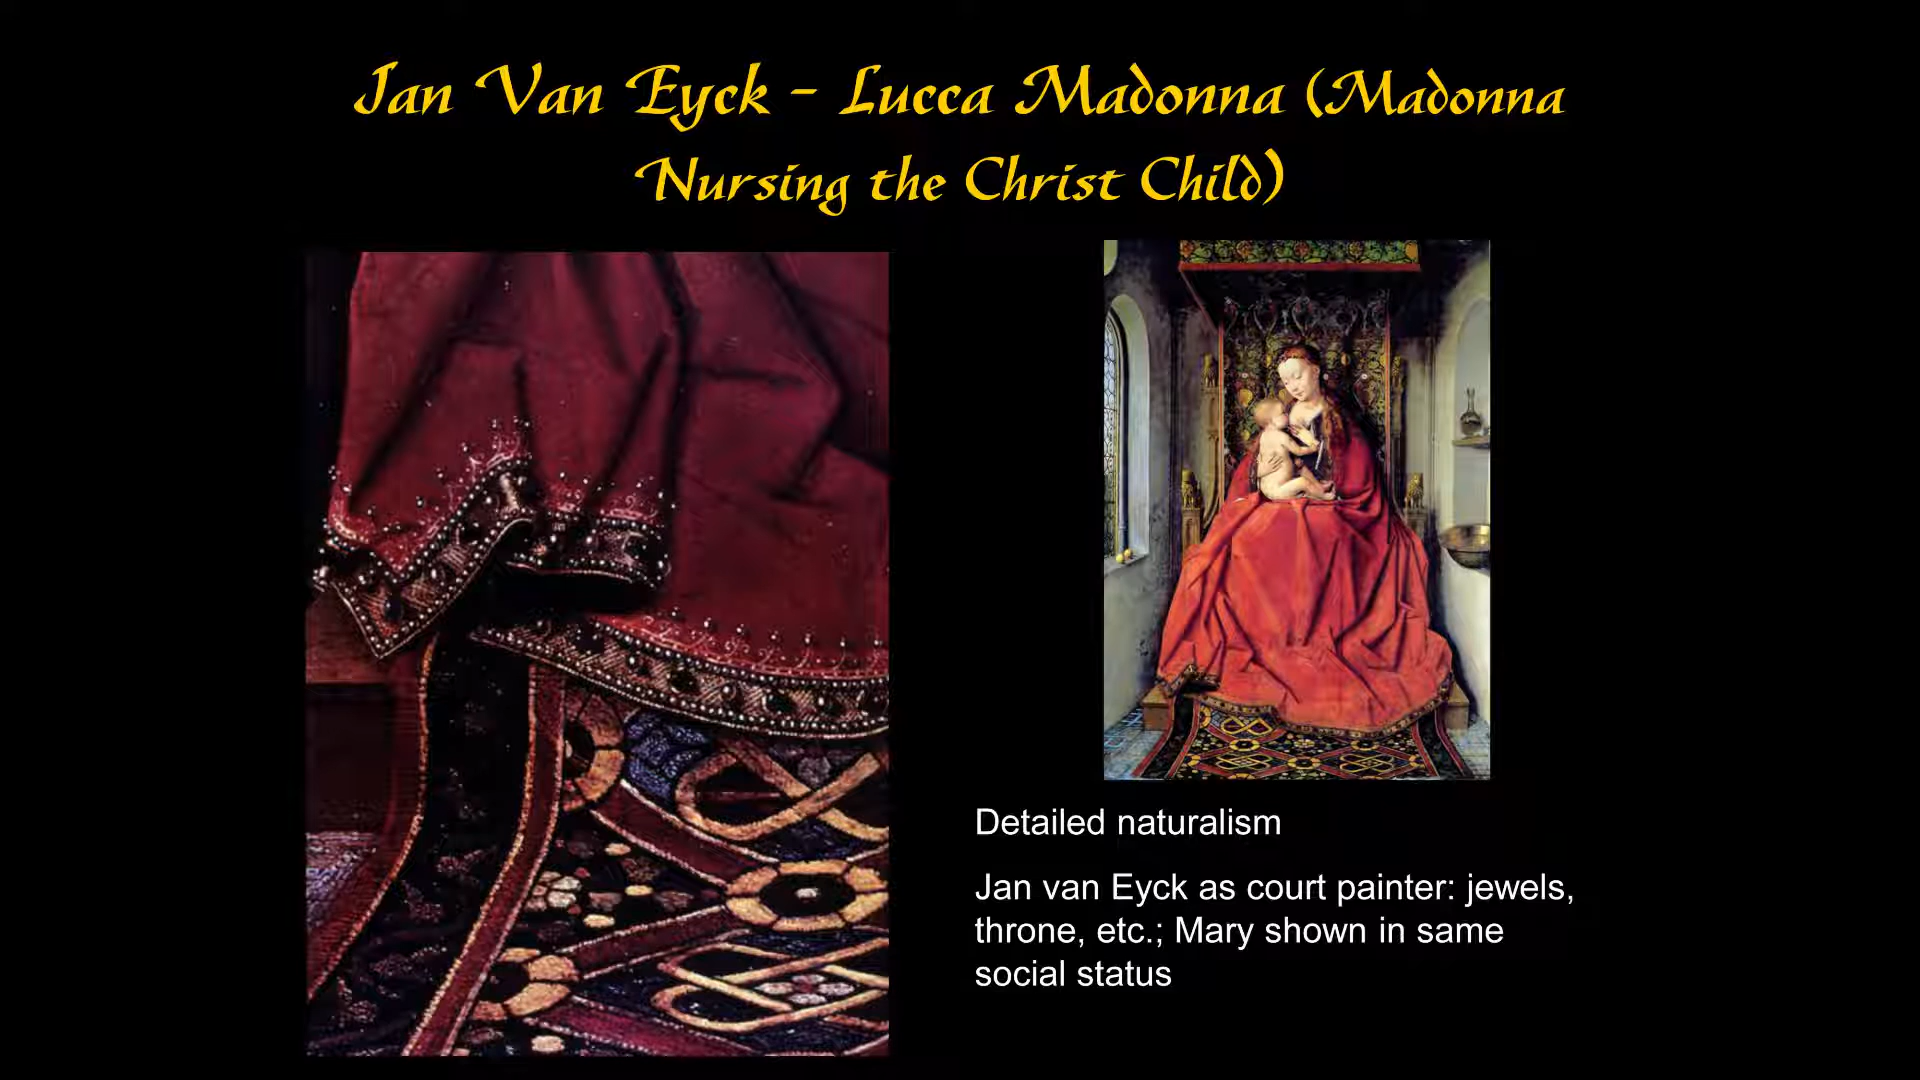 Jan Van Eyck - Lucca Madonna (Madonna
Nursing the Christ Child)
Detailed naturalism
Jan van Eyck as court painter: jewels,
throne, etc.; Mary shown in same
social status